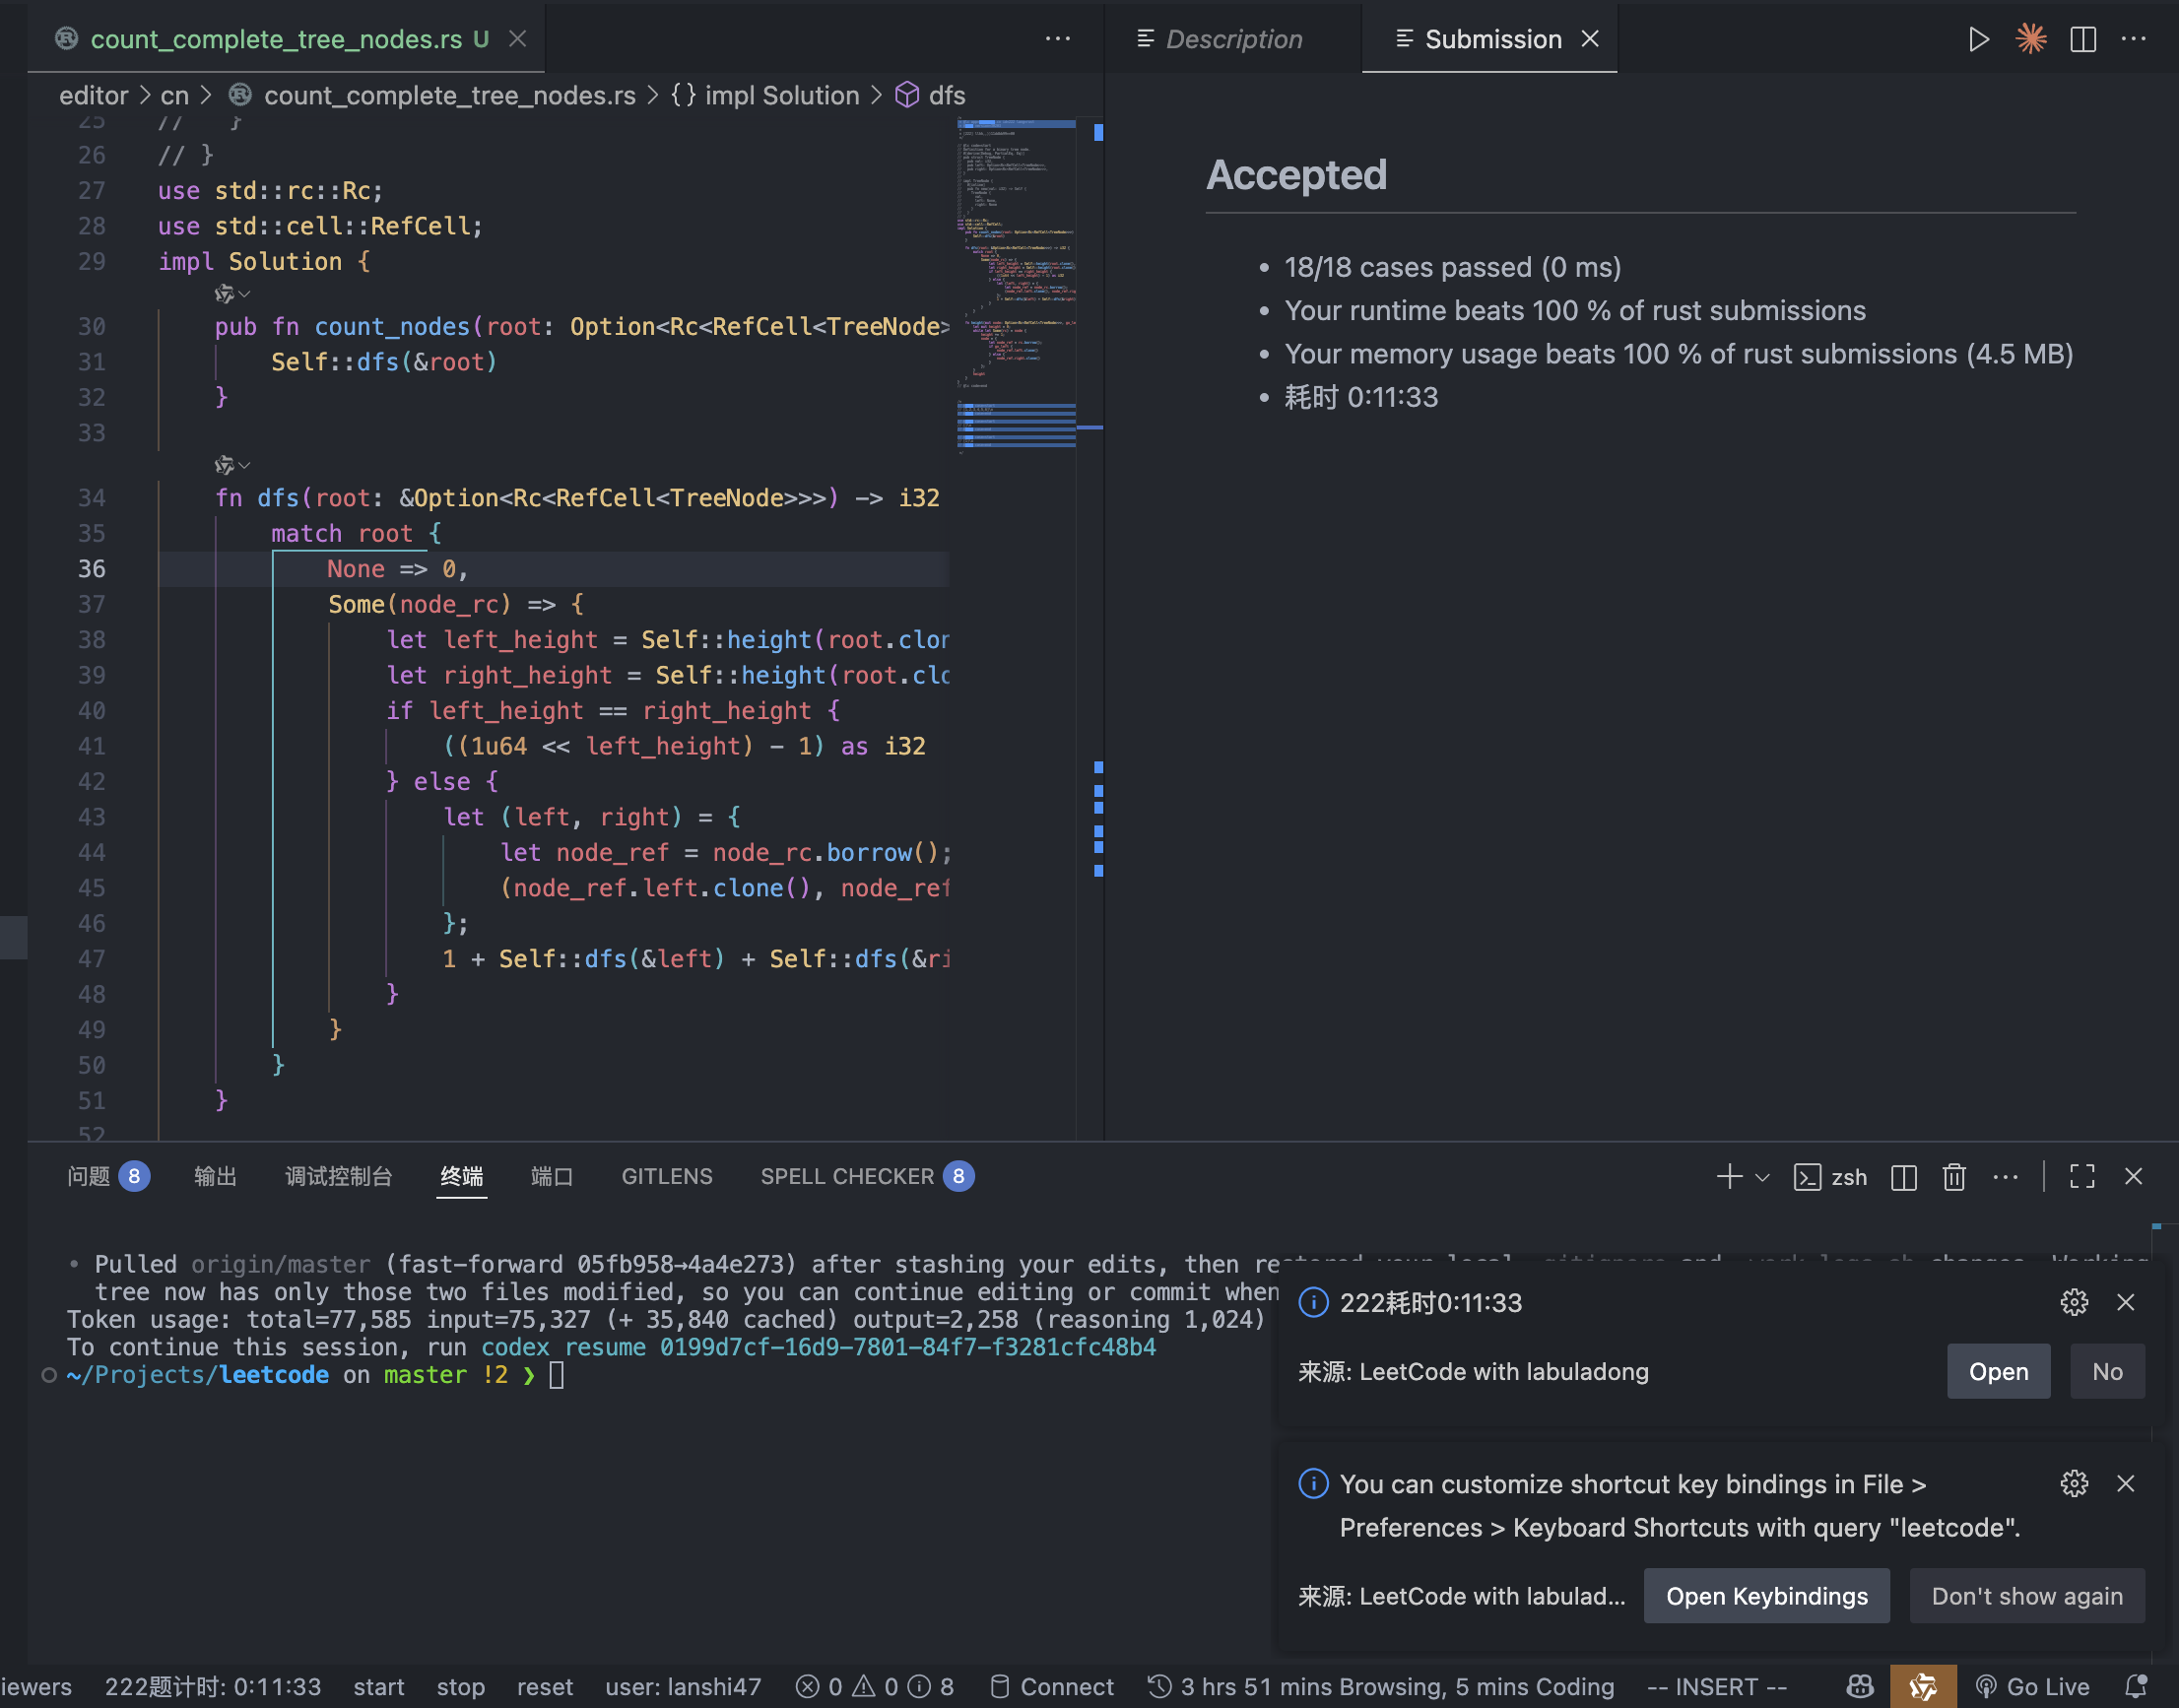 count_complete_tree_nodes.rs U
Description
Submission
editor > cn > count_complete_tree_nodes.rs > {} impl Solution > dfs
25 // }
26 // }
27 use std::rc::Rc;
28 use std::cell::RefCell;
29 impl Solution {
30 pub fn count_nodes(root: Option<Rc<RefCell<TreeNode>
31 Self::dfs(&root)
32 }
33
34 fn dfs(root: &Option<Rc<RefCell<TreeNode>>>) -> i32
35 match root {
36 None => 0,
37 Some(node_rc) => {
38 let left_height = Self::height(root.clon
39 let right_height = Self::height(root.clo
40 if left_height == right_height {
41 ((1u64 << left_height) - 1) as i32
42 } else {
43 let (left, right) = {
44 let node_ref = node_rc.borrow();
45 (node_ref.left.clone(), node_ref
46 };
47 1 + Self::dfs(&left) + Self::dfs(&ri
48 }
49 }
50 }
51 }
52
Accepted
• 18/18 cases passed (0 ms)
• Your runtime beats 100 % of rust submissions
• Your memory usage beats 100 % of rust submissions (4.5 MB)
• 耗时 0:11:33
问题 8 输出 调试控制台 终端 端口 GITLENS SPELL CHECKER 8
zsh
• Pulled origin/master (fast-forward 05fb958→4a4e273) after stashing your edits, then restored your local .gitignore and work
tree now has only those two files modified, so you can continue editing or commit when
Token usage: total=77,585 input=75,327 (+ 35,840 cached) output=2,258 (reasoning 1,024)
To continue this session, run codex resume 0199d7cf-16d9-7801-84f7-f3281cfc48b4
~/Projects/leetcode on master !2 ❯
222耗时0:11:33
来源: LeetCode with labuladong
Open
No
You can customize shortcut key bindings in File >
Preferences > Keyboard Shortcuts with query "leetcode".
来源: LeetCode with labulad...
Open Keybindings
Don't show again
iewers 222题计时: 0:11:33 start stop reset user: lanshi47 0 0 8 Connect 3 hrs 51 mins Browsing, 5 mins Coding -- INSERT -- Go Live